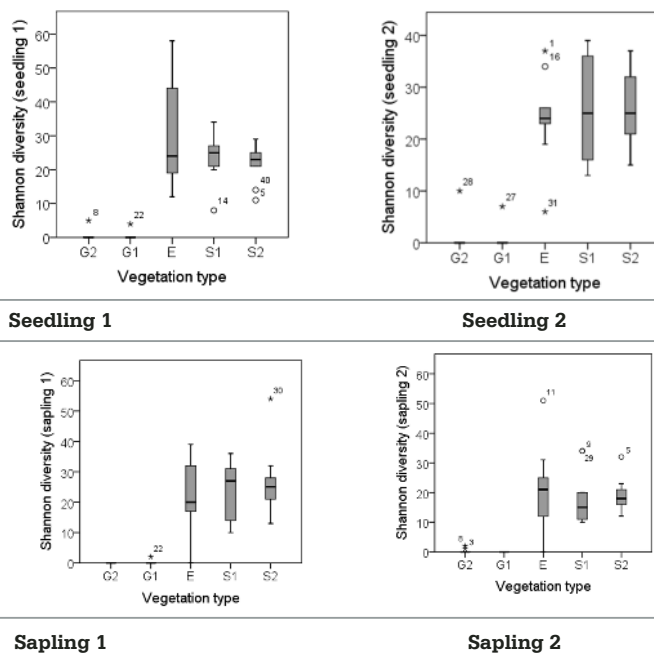 Shannon diversity (seedling 1)
60
50
40
30
20
10
0
8
22
14
40
5
G2 G1 E S1 S2
Vegetation type
Seedling 1
Shannon diversity (seedling 2)
40
30
20
10
0
28
27
1
16
31
G2 G1 E S1 S2
Vegetation type
Seedling 2
Shannon diversity (sapling 1)
60
50
40
30
20
10
0
22
30
G2 G1 E S1 S2
Vegetation type
Sapling 1
Shannon diversity (sapling 2)
60
50
40
30
20
10
0
3
11
29
5
G2 G1 E S1 S2
Vegetation type
Sapling 2